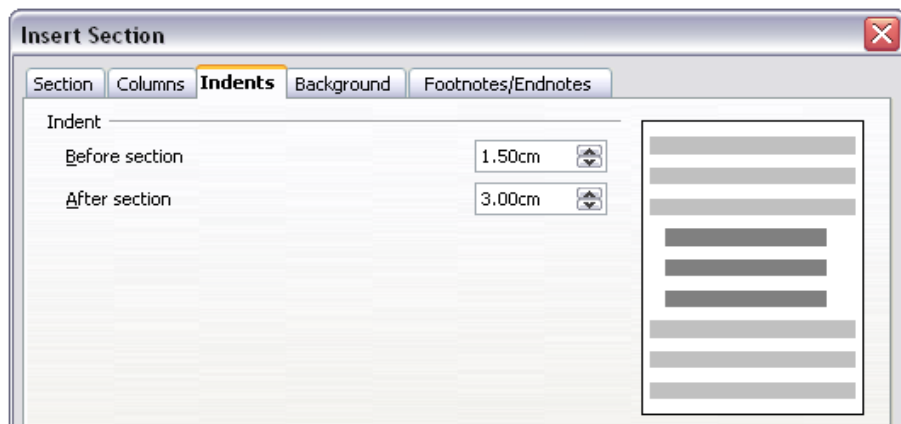 Insert Section
Section Columns Indents Background Footnotes/Endnotes
Indent
Before section 1.50cm
After section 3.00cm